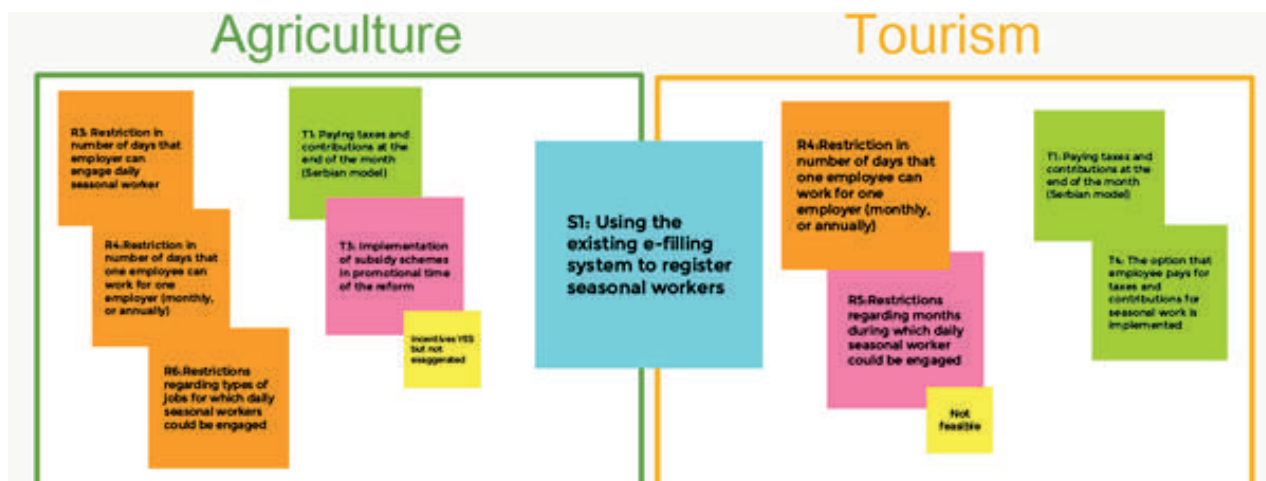 Agriculture
R3: Restriction in
number of days that
employer can
engage daily
seasonal worker
R4:Restriction in
number of days that
one employee can
work for one
employer (monthly,
or annually)
R6:Restrictions
regarding types of
jobs for which daily
seasonal workers
could be engaged
T1: Paying taxes and
contributions at the
end of the month
(Serbian model)
T3: Implementation
of subsidy schemes
in promotional time
of the reform
Incentives YES
but not
exaggerated
S1: Using the
existing e-filling
system to register
seasonal workers
Tourism
R4:Restriction in
number of days that
one employee can
work for one
employer (monthly,
or annually)
R5:Restrictions
regarding months
during which daily
seasonal worker
could be engaged
Not
feasible
T1: Paying taxes and
contributions at the
end of the month
(Serbian model)
T4: The option that
employee pays for
taxes and
contributions for
seasonal work is
implemented